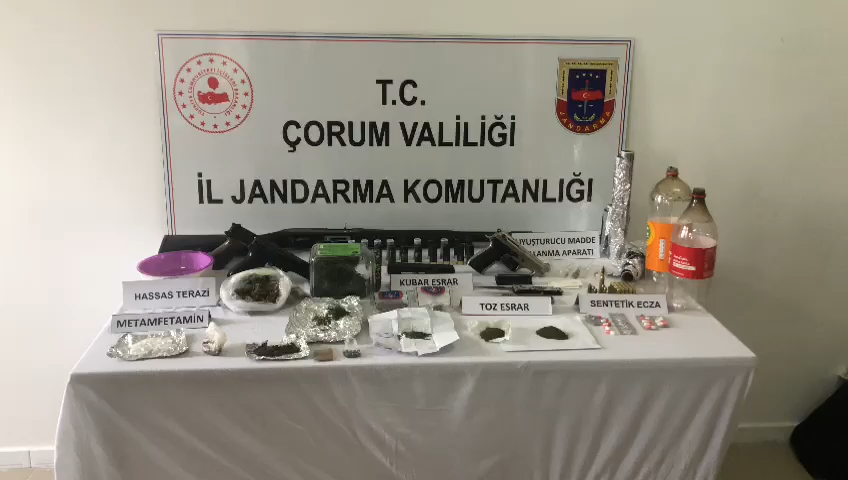 T.C.
ÇORUM VALİLİĞİ
İL JANDARMA KOMUTANLIĞI
JANDARMA
UYUŞTURUCU MADDE
APARATI
HASSAS TERAZİ
KUBAR ESRAR
TOZ ESRAR
SENTETİK ECZA
METAMFETAMİN